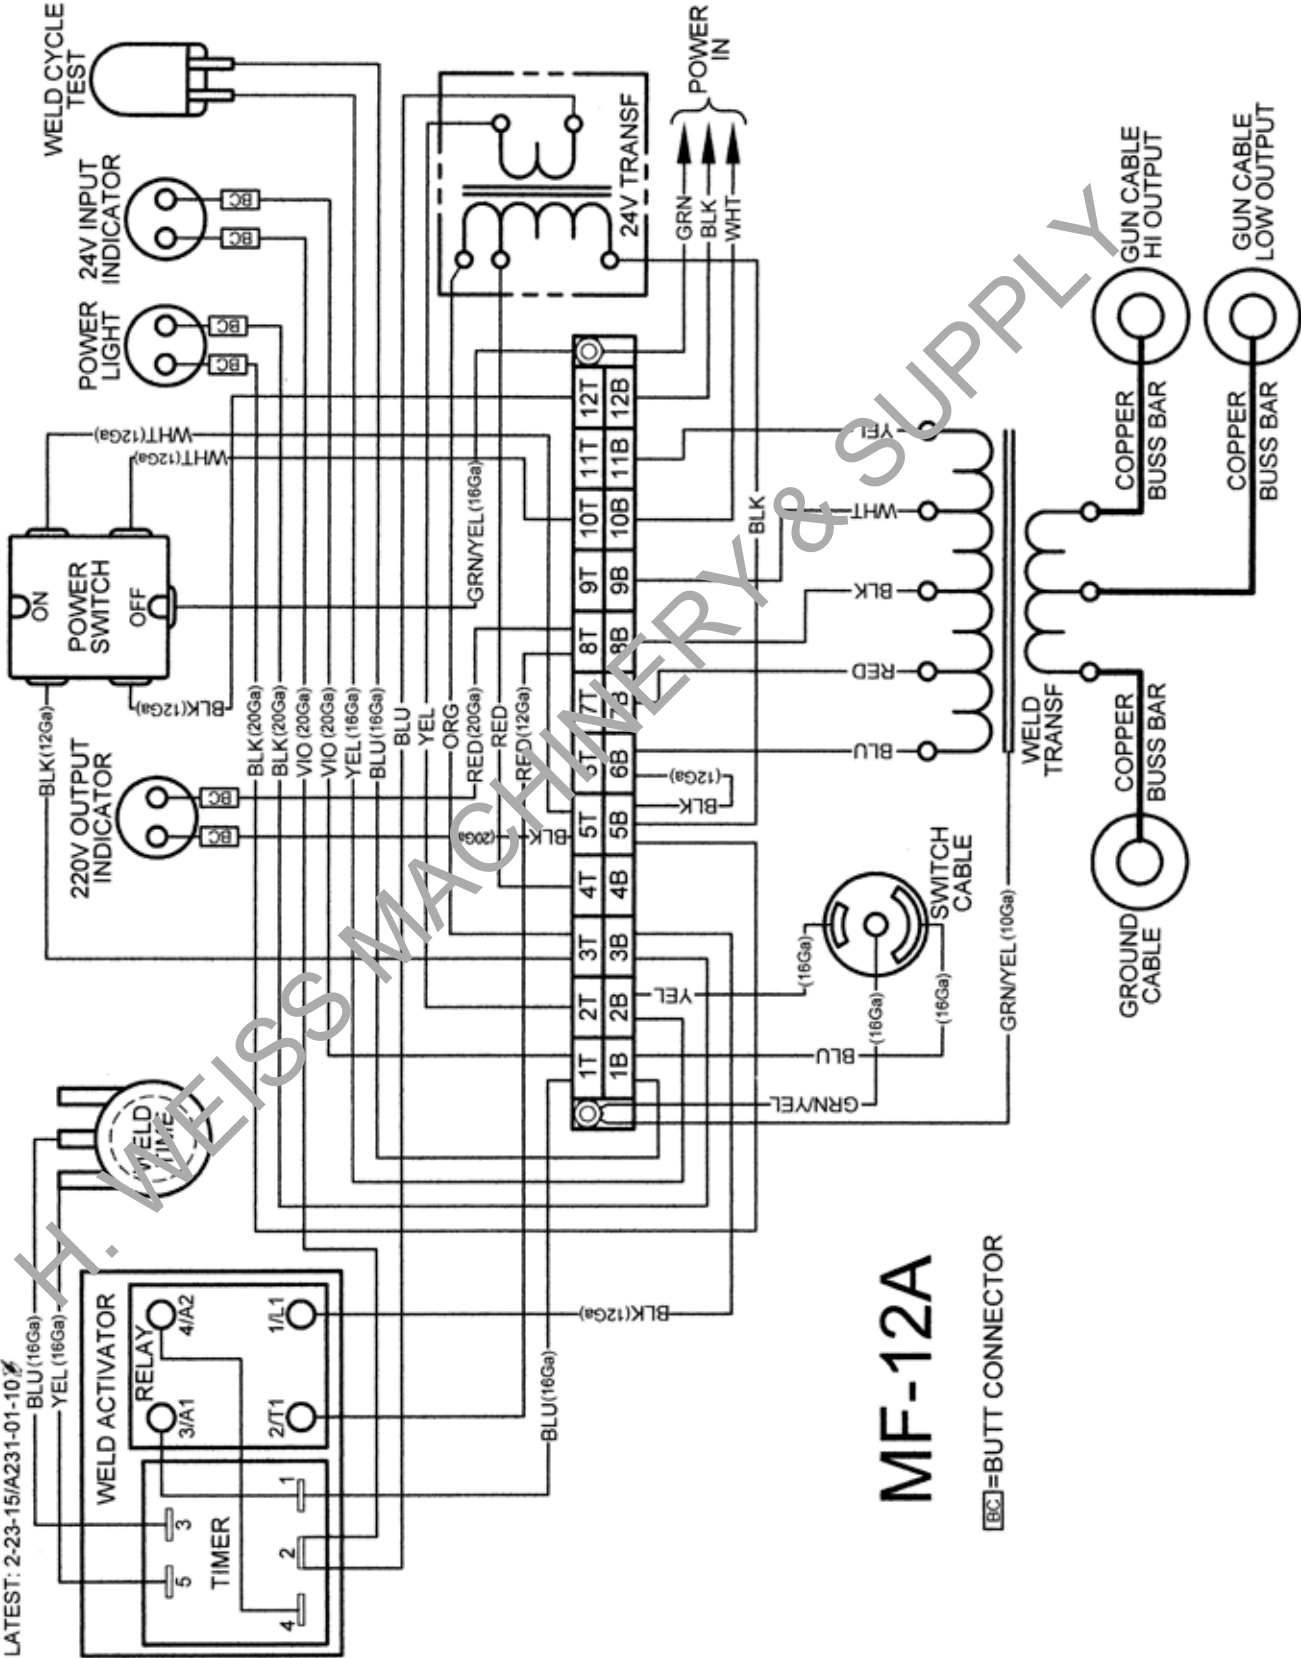 LATEST: 2-23-15/A231-01-10
WELD CYCLE
TEST
24V INPUT
INDICATOR
POWER
LIGHT
ON
POWER
SWITCH
OFF
220V OUTPUT
INDICATOR
WELD
TIME
WELD ACTIVATOR
RELAY
4/A2
3/A1
1/L1
2/T1
TIMER
1
2
3
4
5
BC
BC
BC
BC
BC
BC
WHT(12Ga)
WHT(12Ga)
BLK(12Ga)
BLK(12Ga)
BLU(16Ga)
YEL(16Ga)
BLK(20Ga)
BLK(20Ga)
VIO(20Ga)
VIO(20Ga)
YEL(16Ga)
BLU(16Ga)
BLU
YEL
ORG
RED(20Ga)
RED
RED(12Ga)
GRN/YEL(16Ga)
BLK(20Ga)
BLU(16Ga)
BLK(12Ga)
24V TRANSF
POWER
IN
GRN
BLK
WHT
12T 12B
11T 11B
10T 10B
9T 9B
8T 8B
7T 7B
6T 6B
5T 5B
4T 4B
3T 3B
2T 2B
1T 1B
BLK
BLK(12Ga)
YEL
WHT
BLK
RED
BLU
WELD
TRANSF
YEL
(16Ga)
BLU
(16Ga)
GRN/YEL
(16Ga)
SWITCH
CABLE
GRN/YEL(10Ga)
COPPER
BUSS BAR
COPPER
BUSS BAR
COPPER
BUSS BAR
GUN CABLE
HI OUTPUT
GUN CABLE
LOW OUTPUT
GROUND
CABLE
MF-12A
BC=BUTT CONNECTOR
H. WEISS MACHINERY & SUPPLY